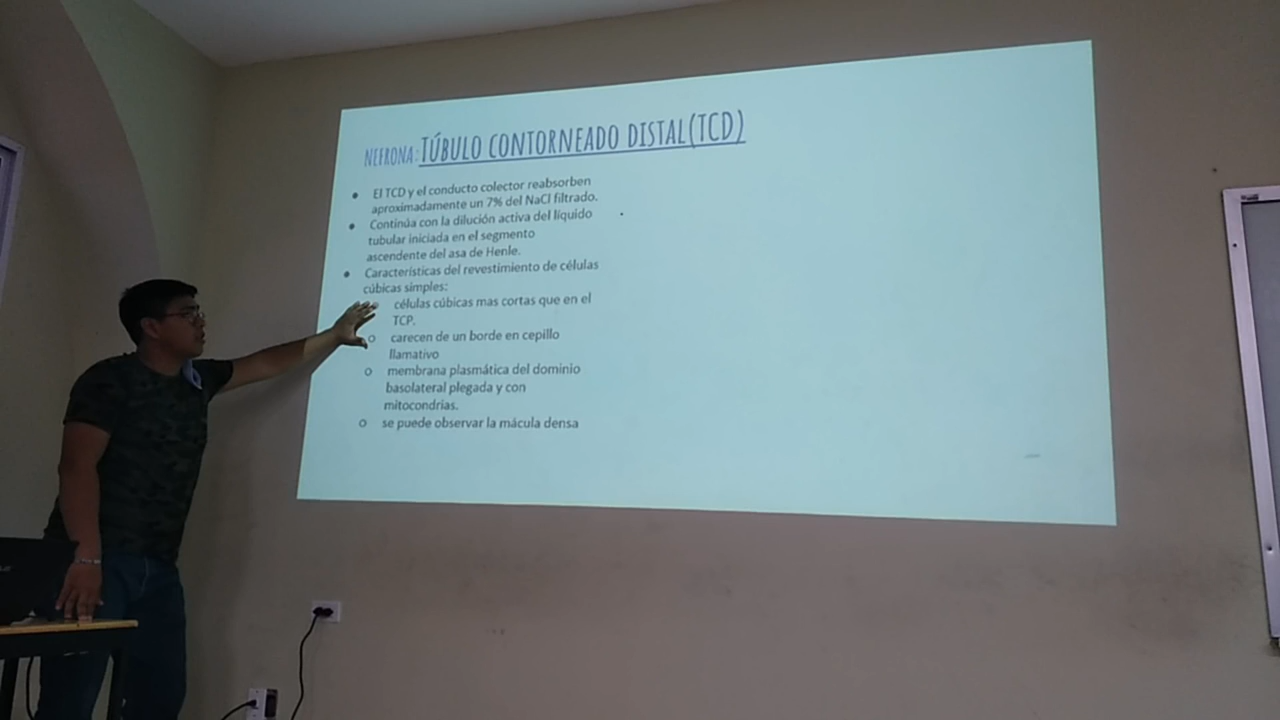 NEFRONA: TÚBULO CONTORNEADO DISTAL(TCD)
● El TCD y el conducto colector reabsorben
aproximadamente un 7% del NaCl filtrado.
● Continúa con la dilución activa del líquido
tubular iniciada en el segmento
ascendente del asa de Henle.
● Características del revestimiento de células
cúbicas simples:
células cúbicas mas cortas que en el
TCP.
○ carecen de un borde en cepillo
llamativo
○ membrana plasmática del dominio
basolateral plegada y con
mitocondrias.
○ se puede observar la mácula densa